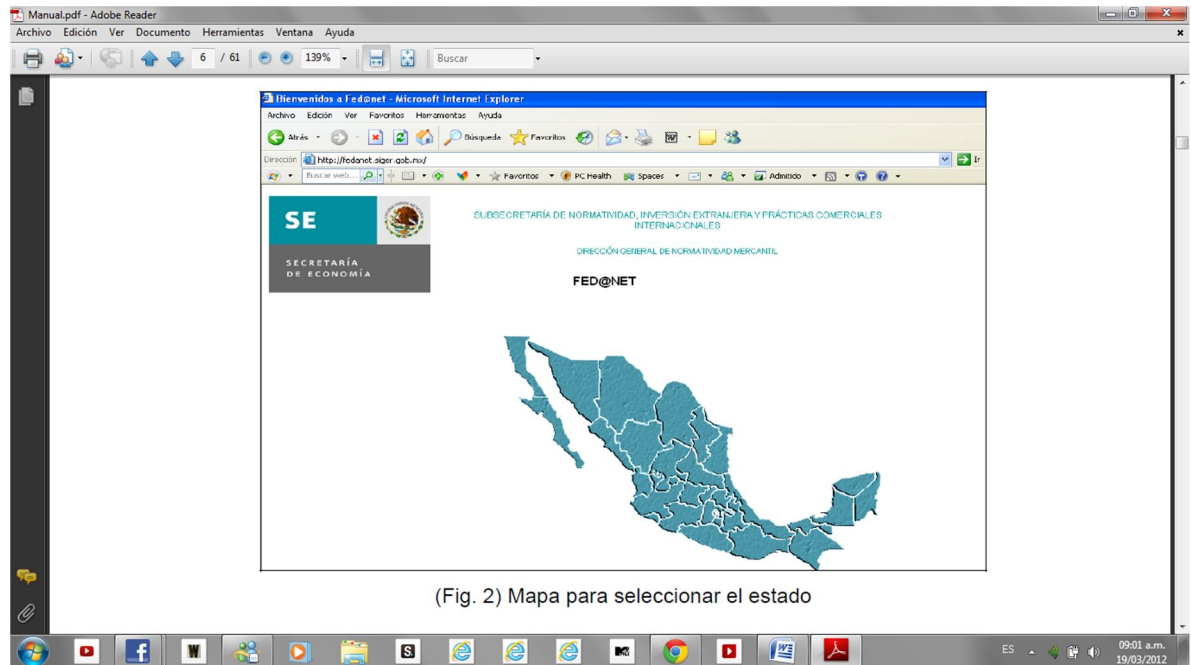 Manual.pdf - Adobe Reader
Archivo Edición Ver Documento Herramientas Ventana Ayuda
6 / 61 139% Buscar
Bienvenidos a Fed@net - Microsoft Internet Explorer
Archivo Edición Ver Favoritos Herramientas Ayuda
Atrás Búsqueda Favoritos
Dirección http://fedanet.siger.gob.mx/ Ir
Buscar web... Favoritos PC Health Spaces Admitido
SE
SECRETARÍA
DE ECONOMÍA
SUBSECRETARÍA DE NORMATIVIDAD, INVERSIÓN EXTRANJERA Y PRÁCTICAS COMERCIALES
INTERNACIONALES
DIRECCIÓN GENERAL DE NORMATIVIDAD MERCANTIL
FED@NET
(Fig. 2) Mapa para seleccionar el estado
ES 09:01 a.m.
19/03/2012